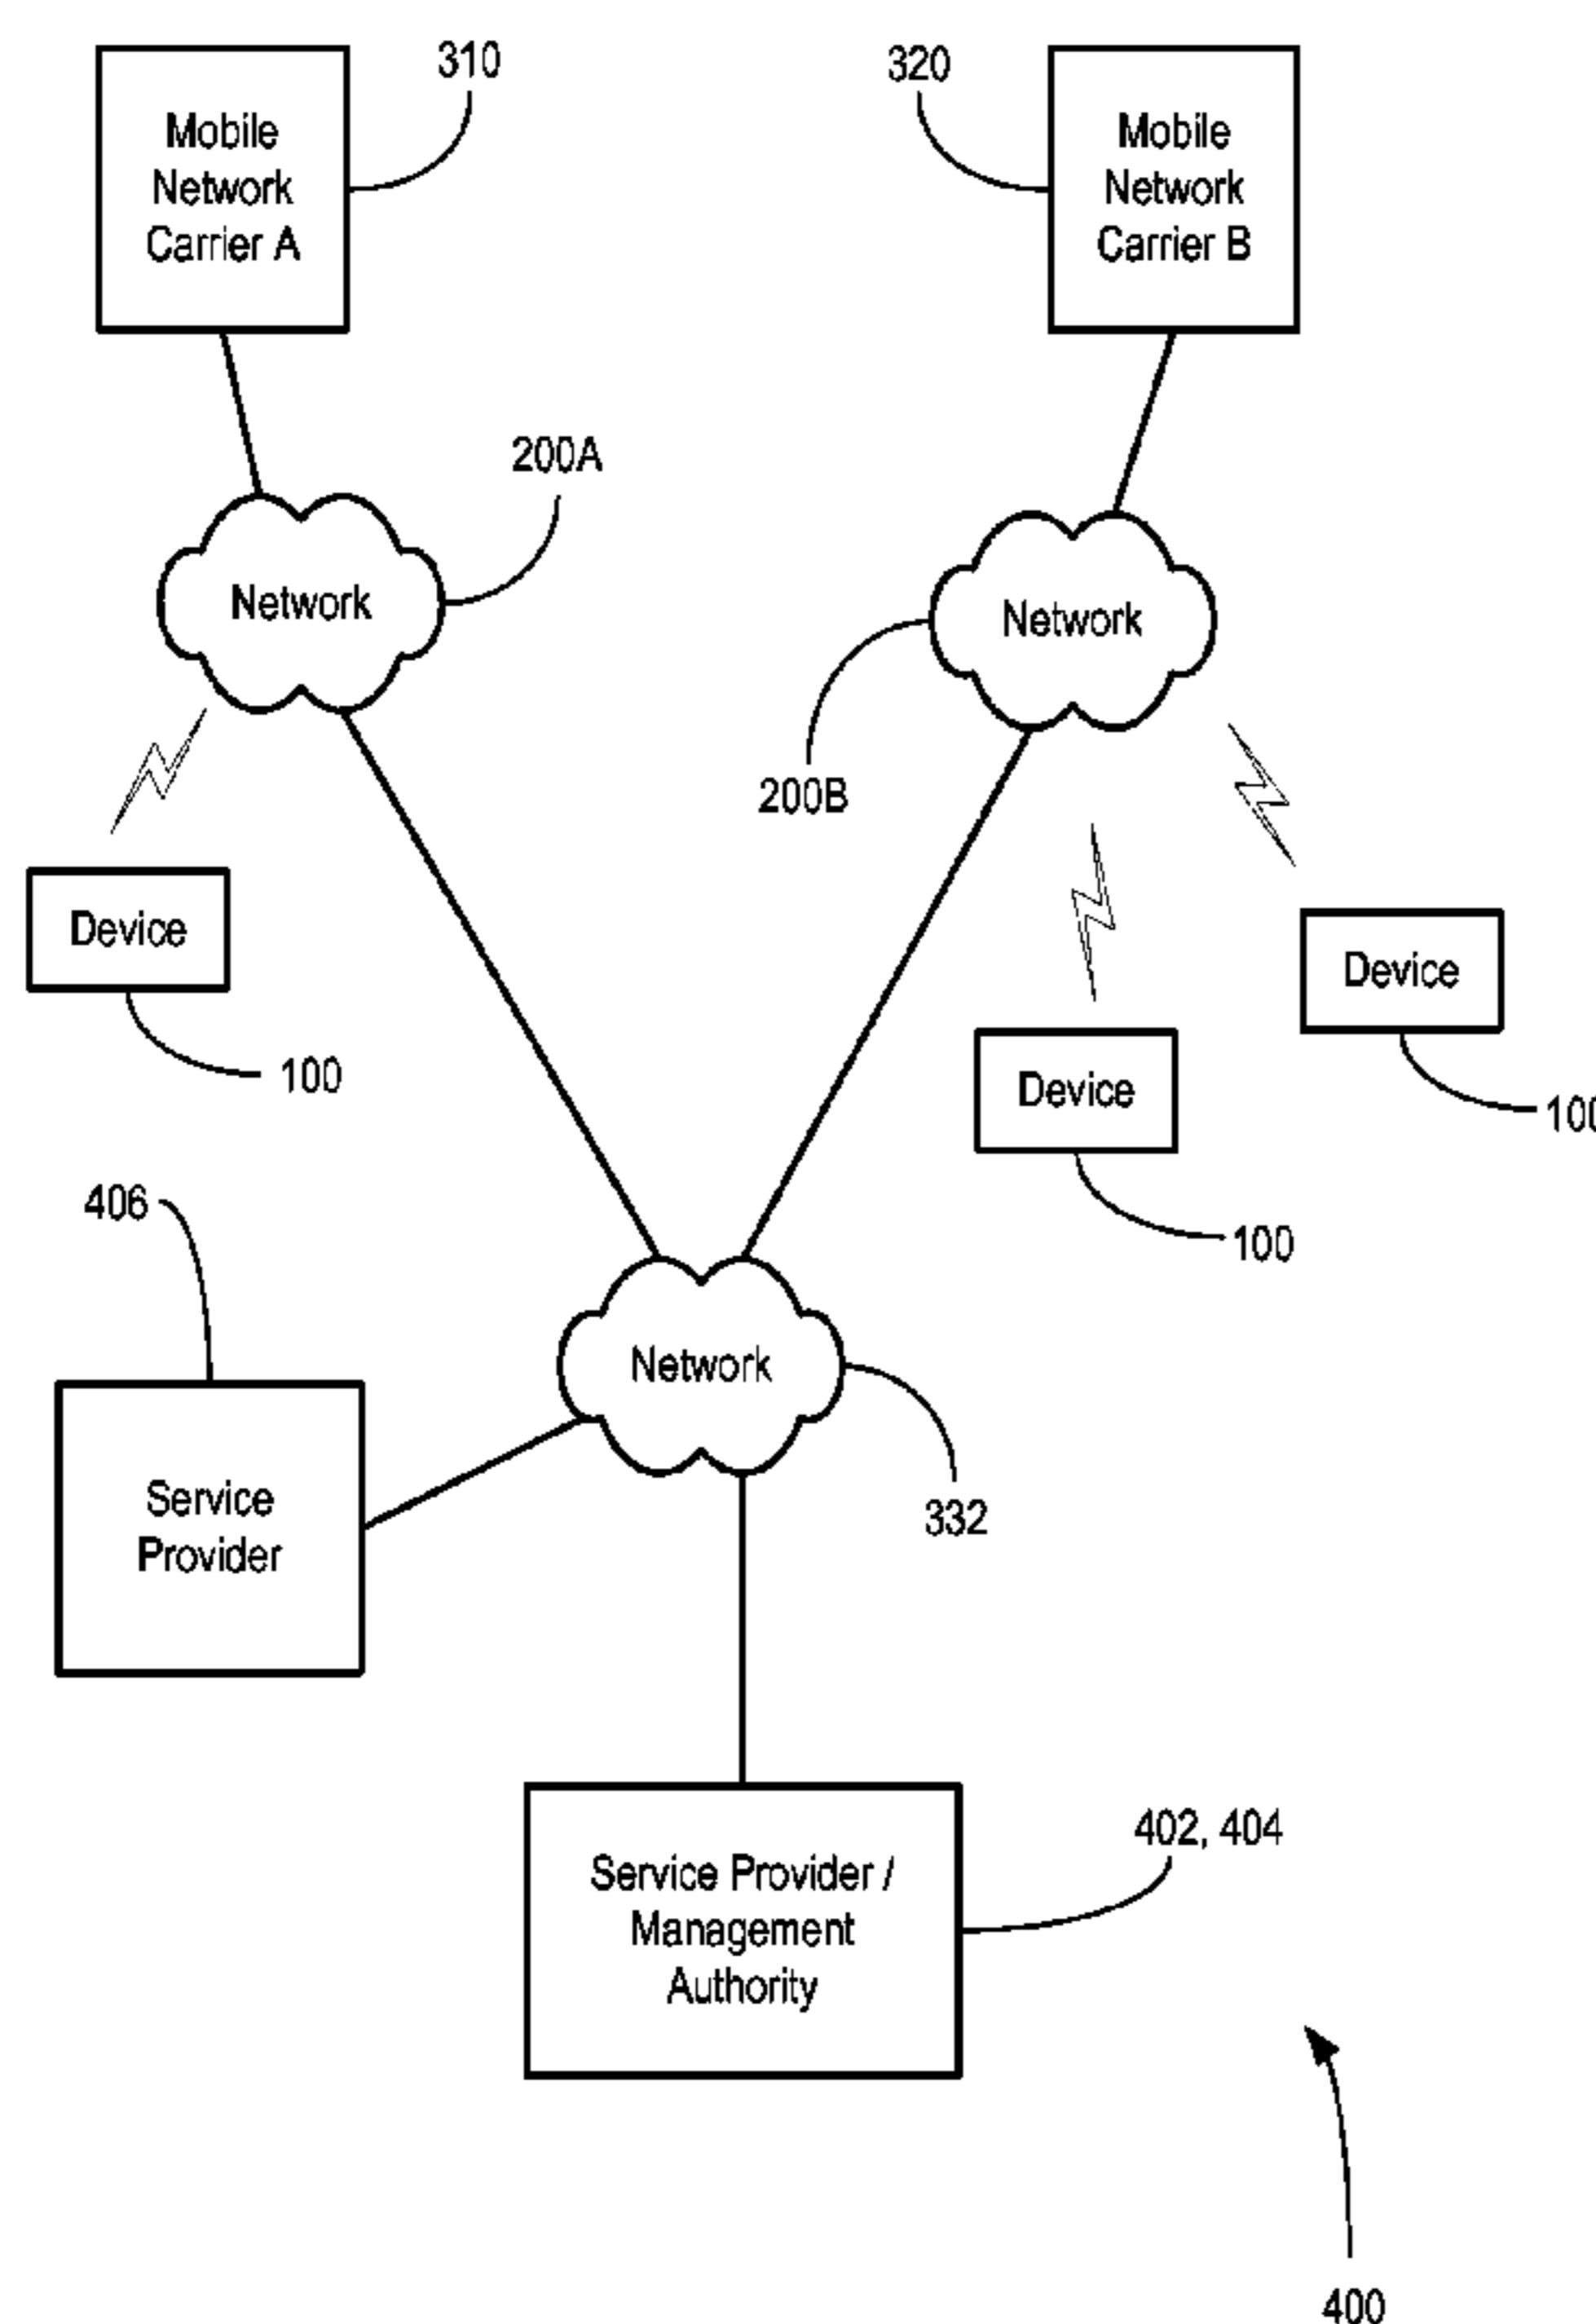 310
320
Mobile
Network
Carrier A
Mobile
Network
Carrier B
200A
Network
Network
200B
Device
Device
100
Device
100
406
100
Network
Service
Provider
332
402, 404
Service Provider /
Management
Authority
400